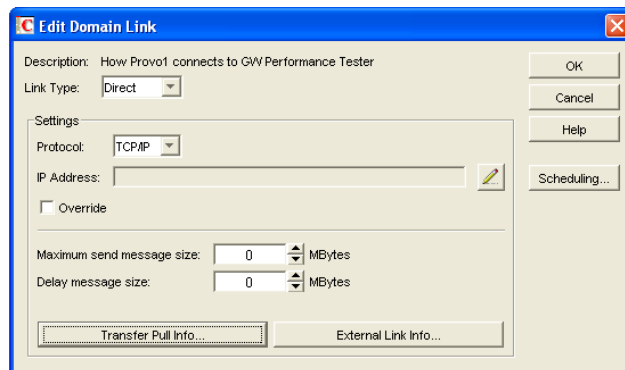 Edit Domain Link
Description: How Provo1 connects to GW Performance Tester
Link Type: Direct
OK
Cancel
Help
Scheduling...
Settings
Protocol: TCP/IP
IP Address:
Override
Maximum send message size: 0 MBytes
Delay message size: 0 MBytes
Transfer Pull Info... External Link Info...